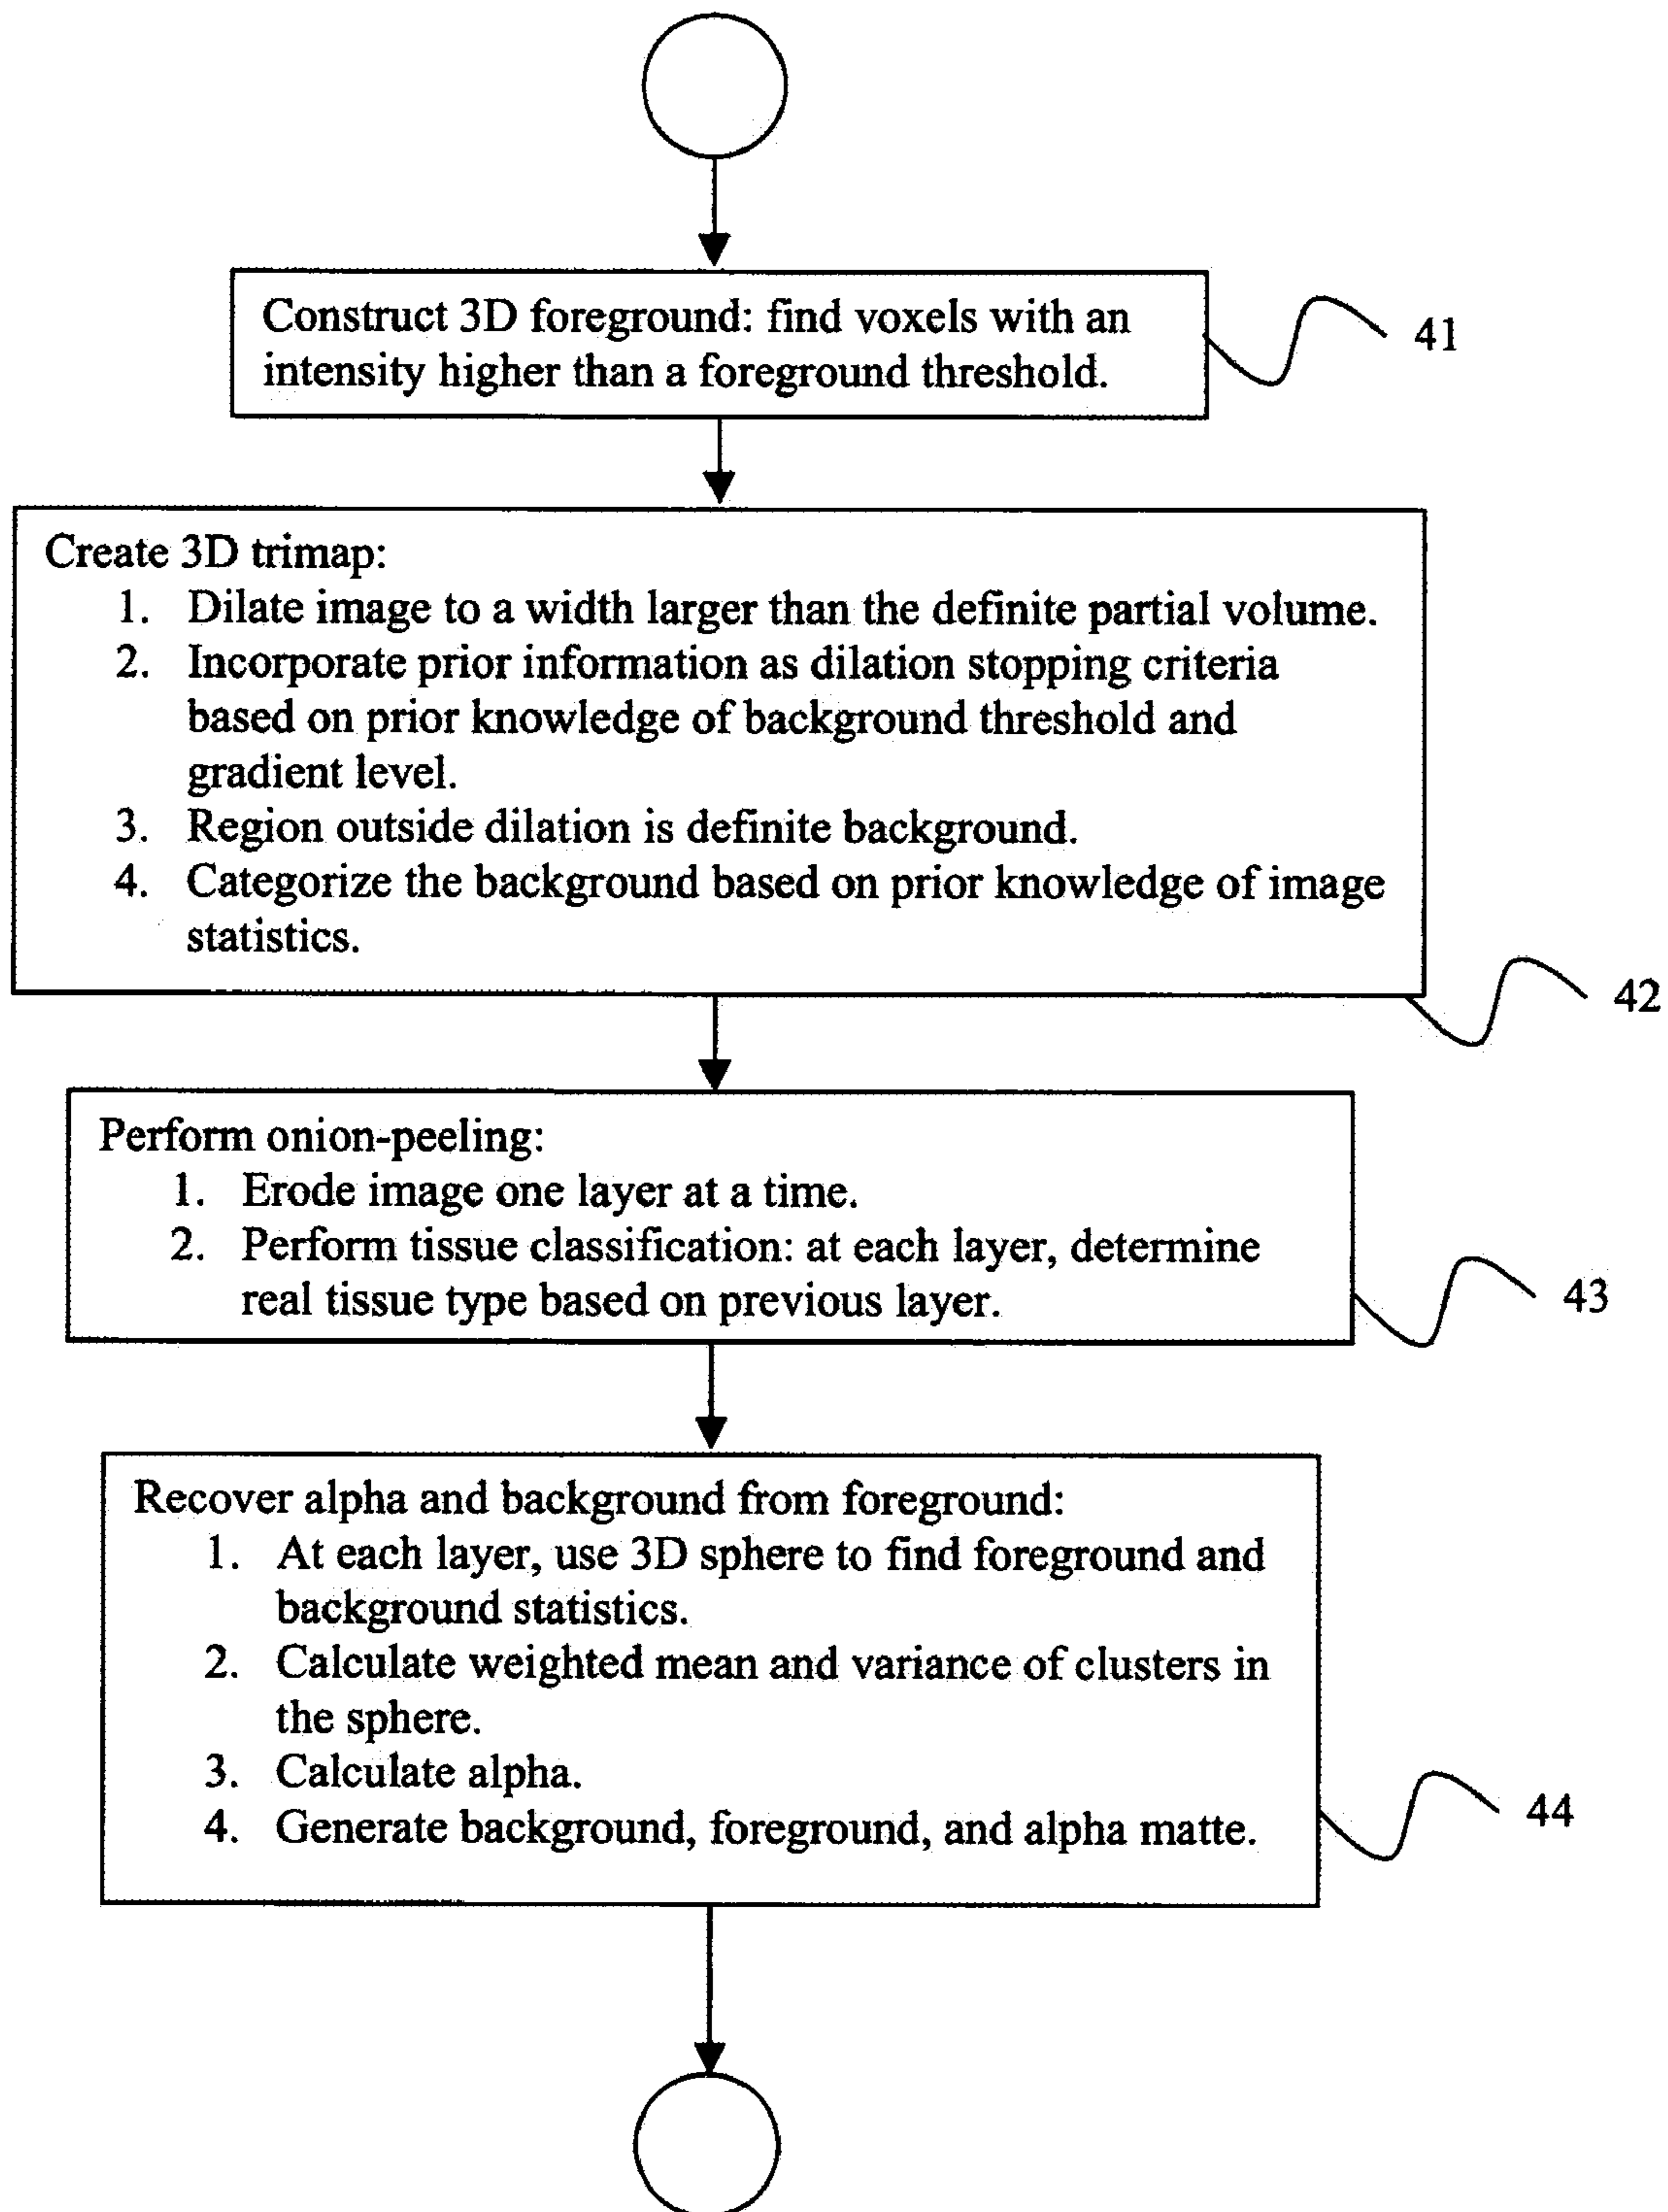 Construct 3D foreground: find voxels with an
intensity higher than a foreground threshold.
41
Create 3D trimap:
1. Dilate image to a width larger than the definite partial volume.
2. Incorporate prior information as dilation stopping criteria
based on prior knowledge of background threshold and
gradient level.
3. Region outside dilation is definite background.
4. Categorize the background based on prior knowledge of image
statistics.
42
Perform onion-peeling:
1. Erode image one layer at a time.
2. Perform tissue classification: at each layer, determine
real tissue type based on previous layer.
43
Recover alpha and background from foreground:
1. At each layer, use 3D sphere to find foreground and
background statistics.
2. Calculate weighted mean and variance of clusters in
the sphere.
3. Calculate alpha.
4. Generate background, foreground, and alpha matte.
44